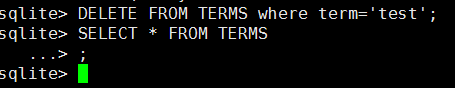 sqlite> DELETE FROM TERMS where term='test';
sqlite> SELECT * FROM TERMS
   ...> ;
sqlite>